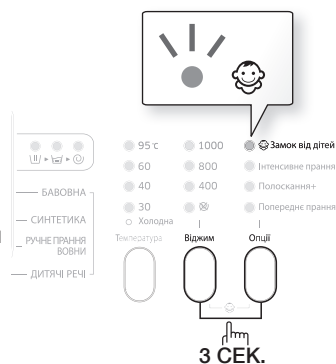 95˚c 1000 Замок від дітей
60 800 Інтенсивне прання
40 400 Полоскання+
30 Попереднє прання
Холодна
БАВОВНА
СИНТЕТИКА
РУЧНЕ ПРАННЯ
ВОВНИ
ДИТЯЧІ РЕЧІ
Температура Віджим Опції
3 СЕК.